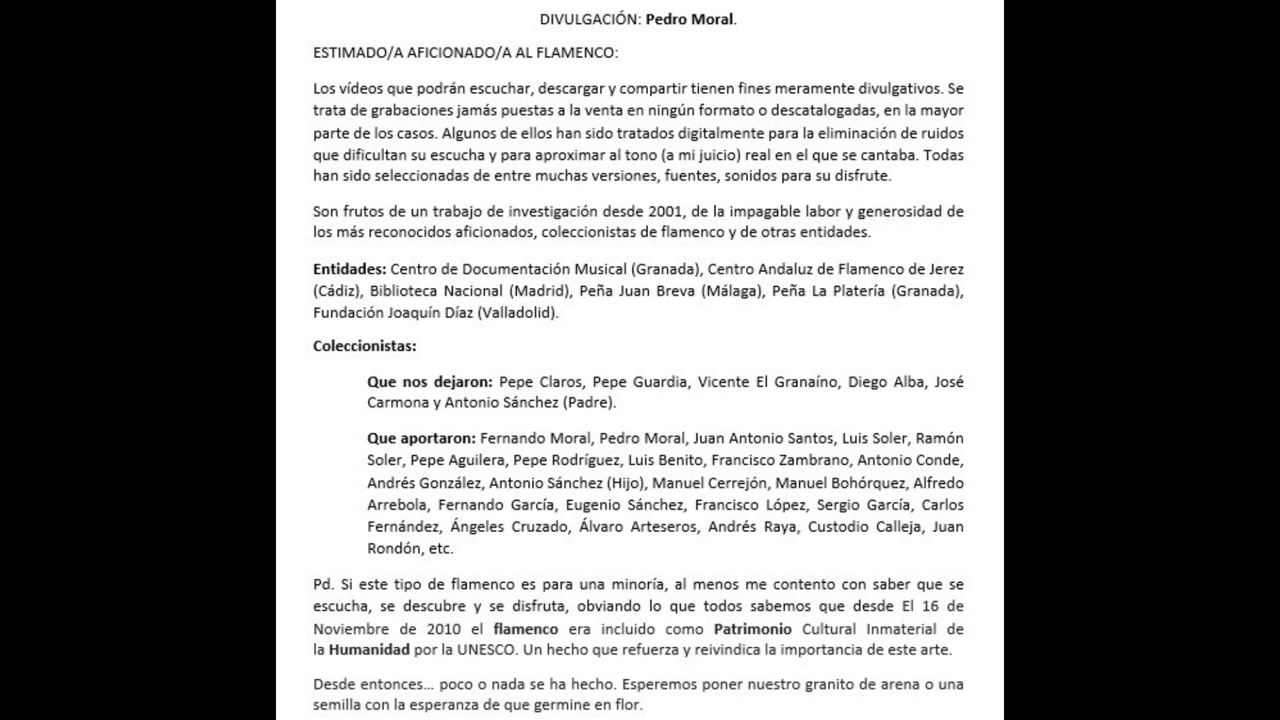 DIVULGACIÓN: Pedro Moral.
ESTIMADO/A AFICIONADO/A AL FLAMENCO:
Los vídeos que podrán escuchar, descargar y compartir tienen fines meramente divulgativos. Se
trata de grabaciones jamás puestas a la venta en ningún formato o descatalogadas, en la mayor
parte de los casos. Algunos de ellos han sido tratados digitalmente para la eliminación de ruidos
que dificultan su escucha y para aproximar al tono (a mi juicio) real en el que se cantaba. Todas
han sido seleccionadas de entre muchas versiones, fuentes, sonidos para su disfrute.
Son frutos de un trabajo de investigación desde 2001, de la impagable labor y generosidad de
los más reconocidos aficionados, coleccionistas de flamenco y de otras entidades.
Entidades: Centro de Documentación Musical (Granada), Centro Andaluz de Flamenco de Jerez
(Cádiz), Biblioteca Nacional (Madrid), Peña Juan Breva (Málaga), Peña La Platería (Granada),
Fundación Joaquín Díaz (Valladolid).
Coleccionistas:
Que nos dejaron: Pepe Claros, Pepe Guardia, Vicente El Granaíno, Diego Alba, José
Carmona y Antonio Sánchez (Padre).
Que aportaron: Fernando Moral, Pedro Moral, Juan Antonio Santos, Luis Soler, Ramón
Soler, Pepe Aguilera, Pepe Rodríguez, Luis Benito, Francisco Zambrano, Antonio Conde,
Andrés González, Antonio Sánchez (Hijo), Manuel Cerrejón, Manuel Bohórquez, Alfredo
Arrebola, Fernando García, Eugenio Sánchez, Francisco López, Sergio García, Carlos
Fernández, Ángeles Cruzado, Álvaro Arteseros, Andrés Raya, Custodio Calleja, Juan
Rondón, etc.
Pd. Si este tipo de flamenco es para una minoría, al menos me contento con saber que se
escucha, se descubre y se disfruta, obviando lo que todos sabemos que desde El 16 de
Noviembre de 2010 el flamenco era incluido como Patrimonio Cultural Inmaterial de
la Humanidad por la UNESCO. Un hecho que refuerza y reivindica la importancia de este arte.
Desde entonces... poco o nada se ha hecho. Esperemos poner nuestro granito de arena o una
semilla con la esperanza de que germine en flor.